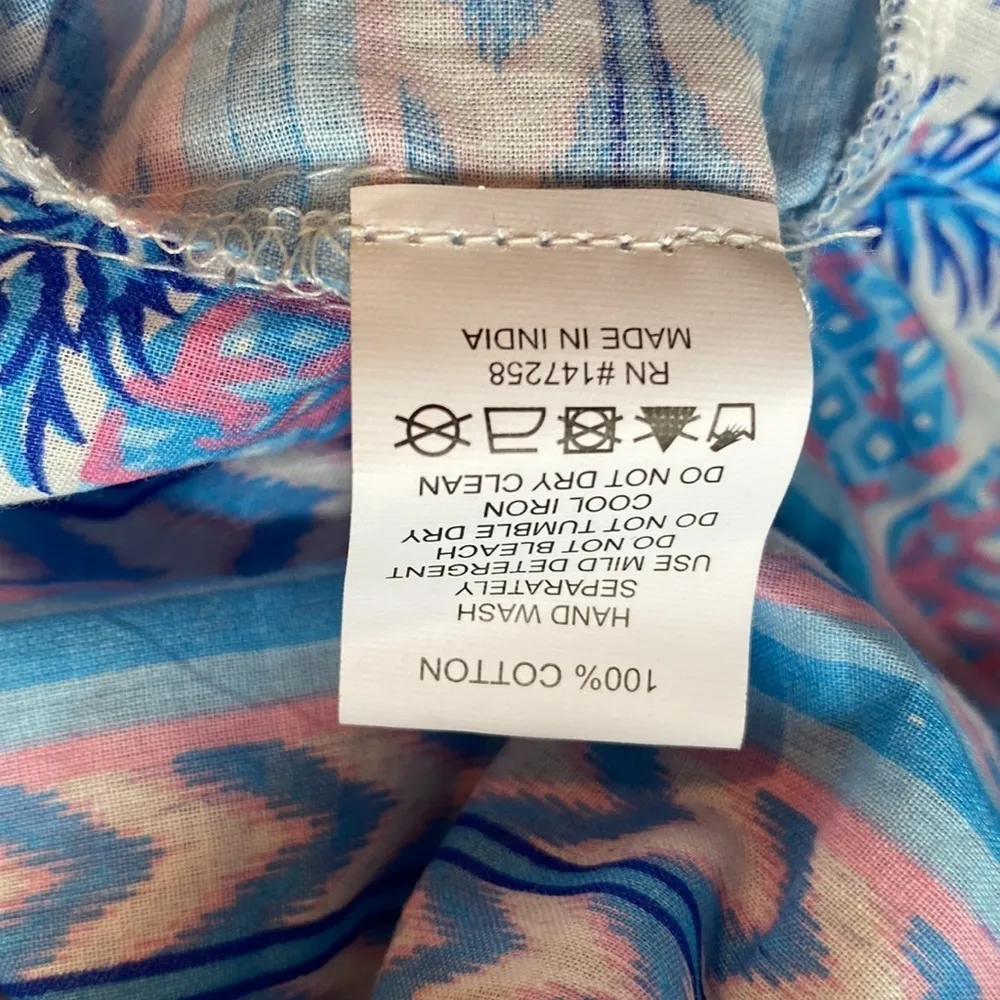 100% COTTON
HAND WASH
SEPARATELY
USE MILD DETERGENT
DO NOT BLEACH
DO NOT TUMBLE DRY
COOL IRON
DO NOT DRY CLEAN
RN #147258
MADE IN INDIA